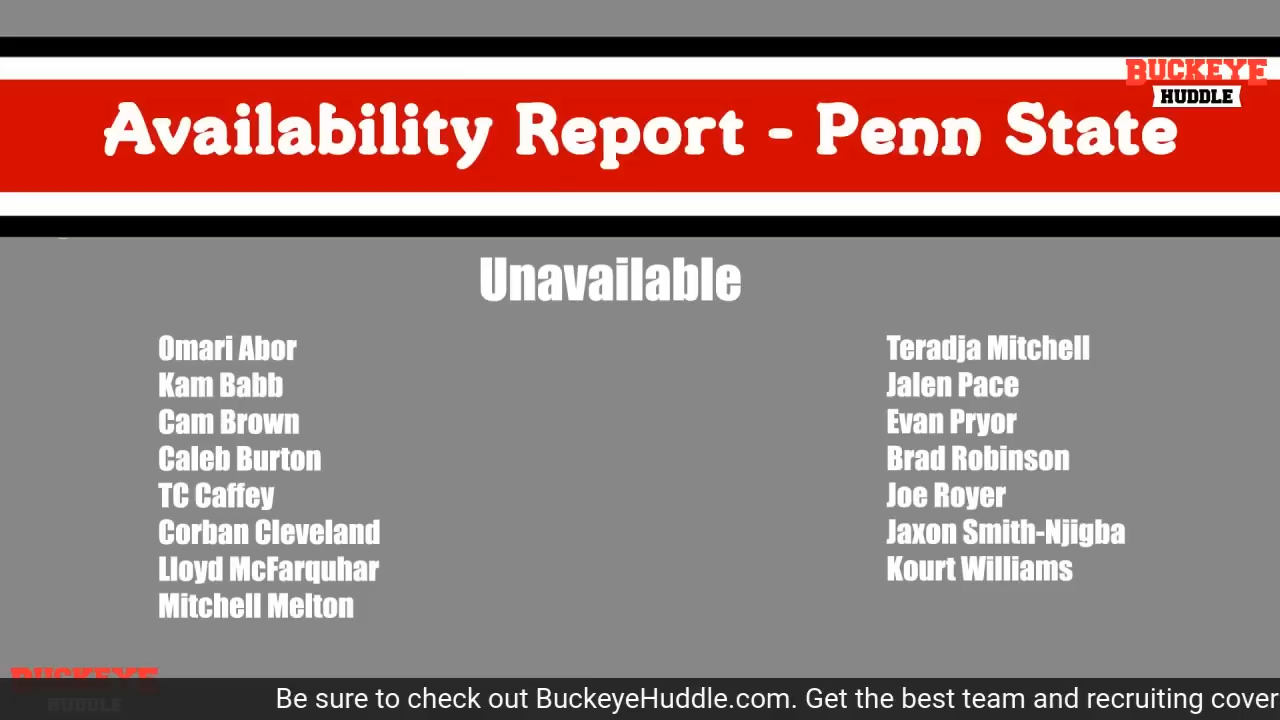 BUCKEYE
HUDDLE
Availability Report - Penn State
Unavailable
Omari Abor
Kam Babb
Cam Brown
Caleb Burton
TC Caffey
Corban Cleveland
Lloyd McFarquhar
Mitchell Melton
Teradja Mitchell
Jalen Pace
Evan Pryor
Brad Robinson
Joe Royer
Jaxon Smith-Njigba
Kourt Williams
BUCKEYE
HUDDLE
Be sure to check out BuckeyeHuddle.com. Get the best team and recruiting cover